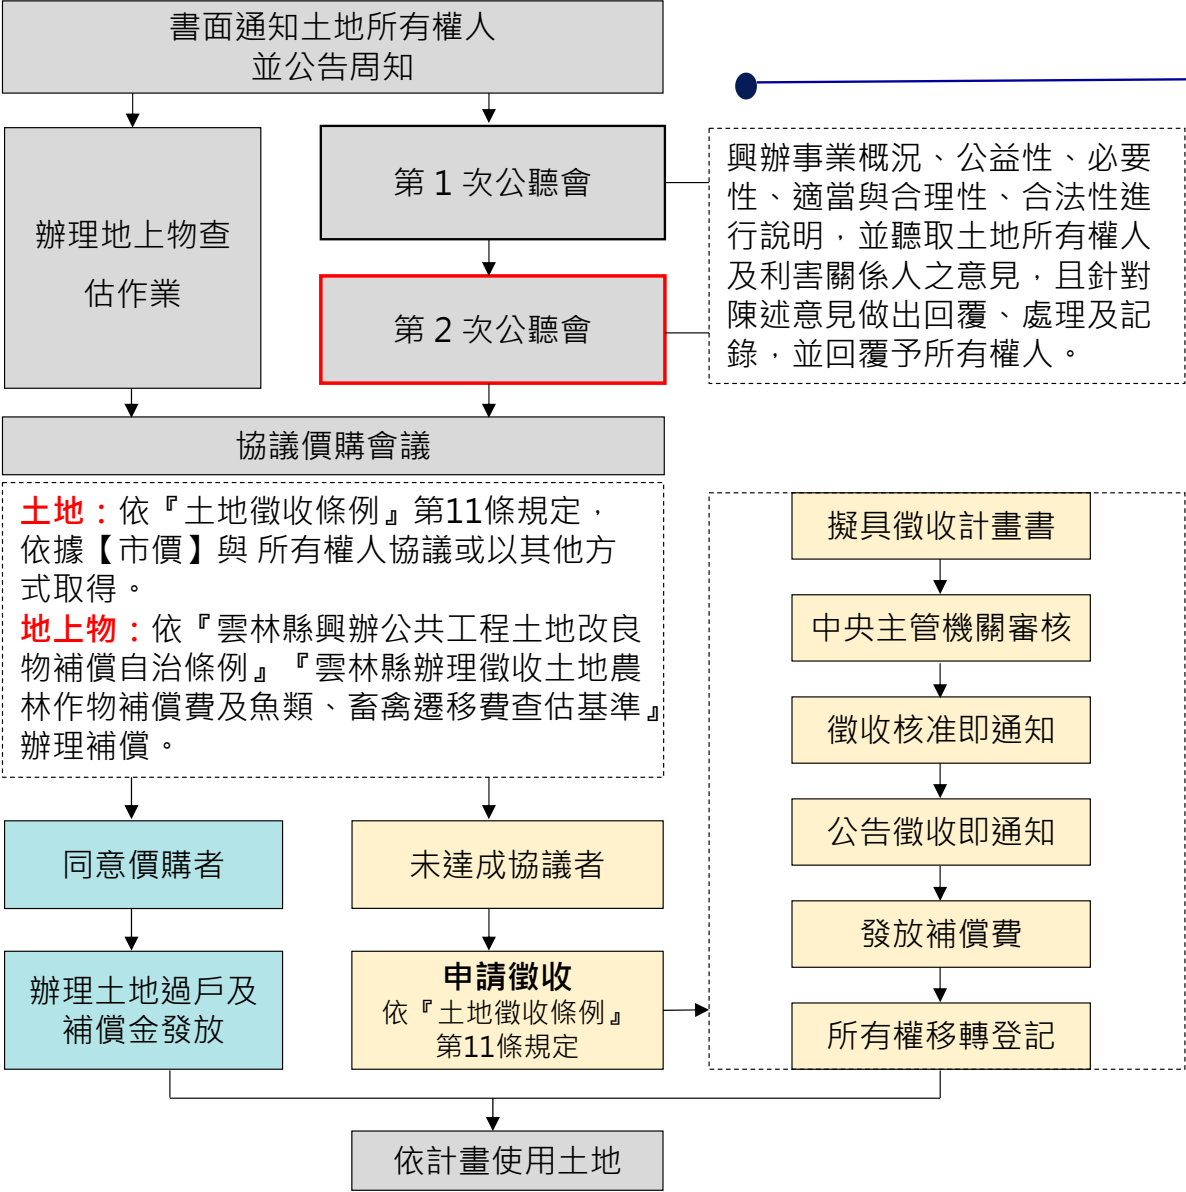 書面通知土地所有權人
並公告周知
辦理地上物查
估作業
第 1 次公聽會
第 2 次公聽會
興辦事業概況、公益性、必要
性、適當與合理性、合法性進
行說明，並聽取土地所有權人
及利害關係人之意見，且針對
陳述意見做出回覆、處理及記
錄，並回覆予所有權人。
協議價購會議
土地：依『土地徵收條例』第11條規定，
依據【市價】與 所有權人協議或以其他方
式取得。
地上物：依『雲林縣興辦公共工程土地改良
物補償自治條例』『雲林縣辦理徵收土地農
林作物補償費及魚類、畜禽遷移費查估基準』
辦理補償。
同意價購者
辦理土地過戶及
補償金發放
未達成協議者
申請徵收
依『土地徵收條例』
第11條規定
擬具徵收計畫書
中央主管機關審核
徵收核准即通知
公告徵收即通知
發放補償費
所有權移轉登記
依計畫使用土地